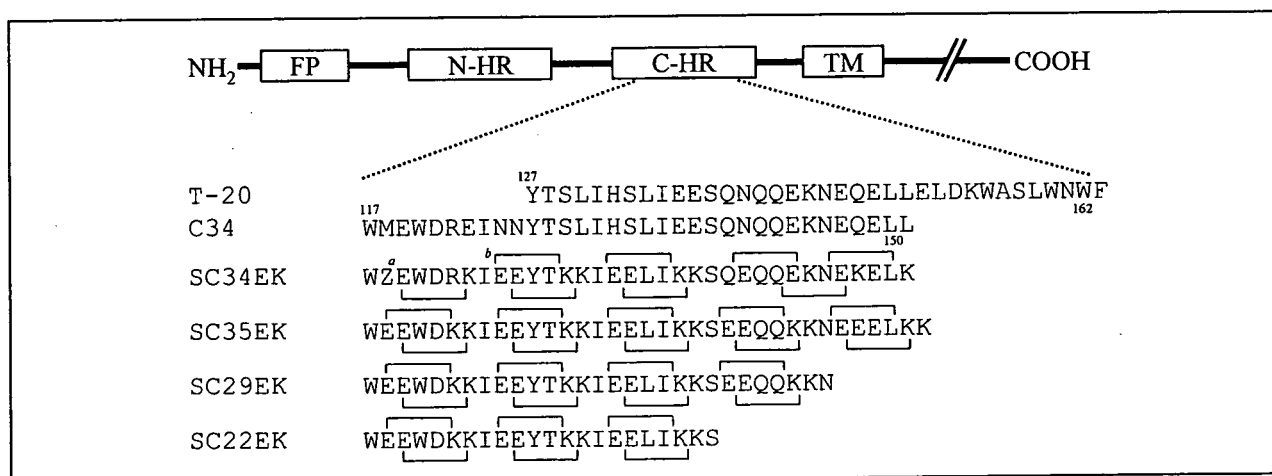 NH2 FP N-HR C-HR TM COOH
127
T-20 YTSLIHSLIEESQNQQEKNEQELLELDKWASLWNWF
117 162
C34 WMEWDREINNYTSLIHSLIEESQNQQEKNEQELL
a b 150
SC34EK WZEWDRKIEEYTKKIEELIKKSQEQQEKNEKELK
SC35EK WEEWDKKIEEYTKKIEELIKKSEEQQKKNEEELKK
SC29EK WEEWDKKIEEYTKKIEELIKKSEEQQKKN
SC22EK WEEWDKKIEEYTKKIEELIKKS